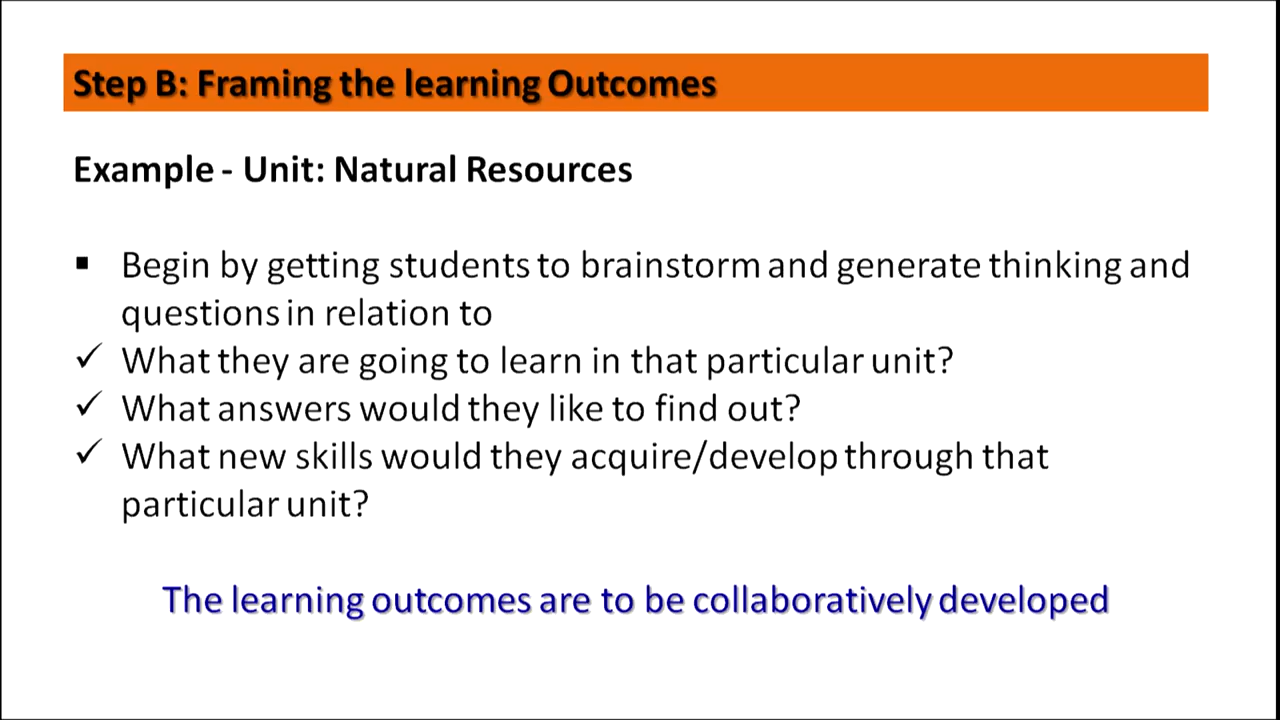 Step B: Framing the learning Outcomes
Example - Unit: Natural Resources
▪ Begin by getting students to brainstorm and generate thinking and
questions in relation to
✓ What they are going to learn in that particular unit?
✓ What answers would they like to find out?
✓ What new skills would they acquire/develop through that
particular unit?
The learning outcomes are to be collaboratively developed